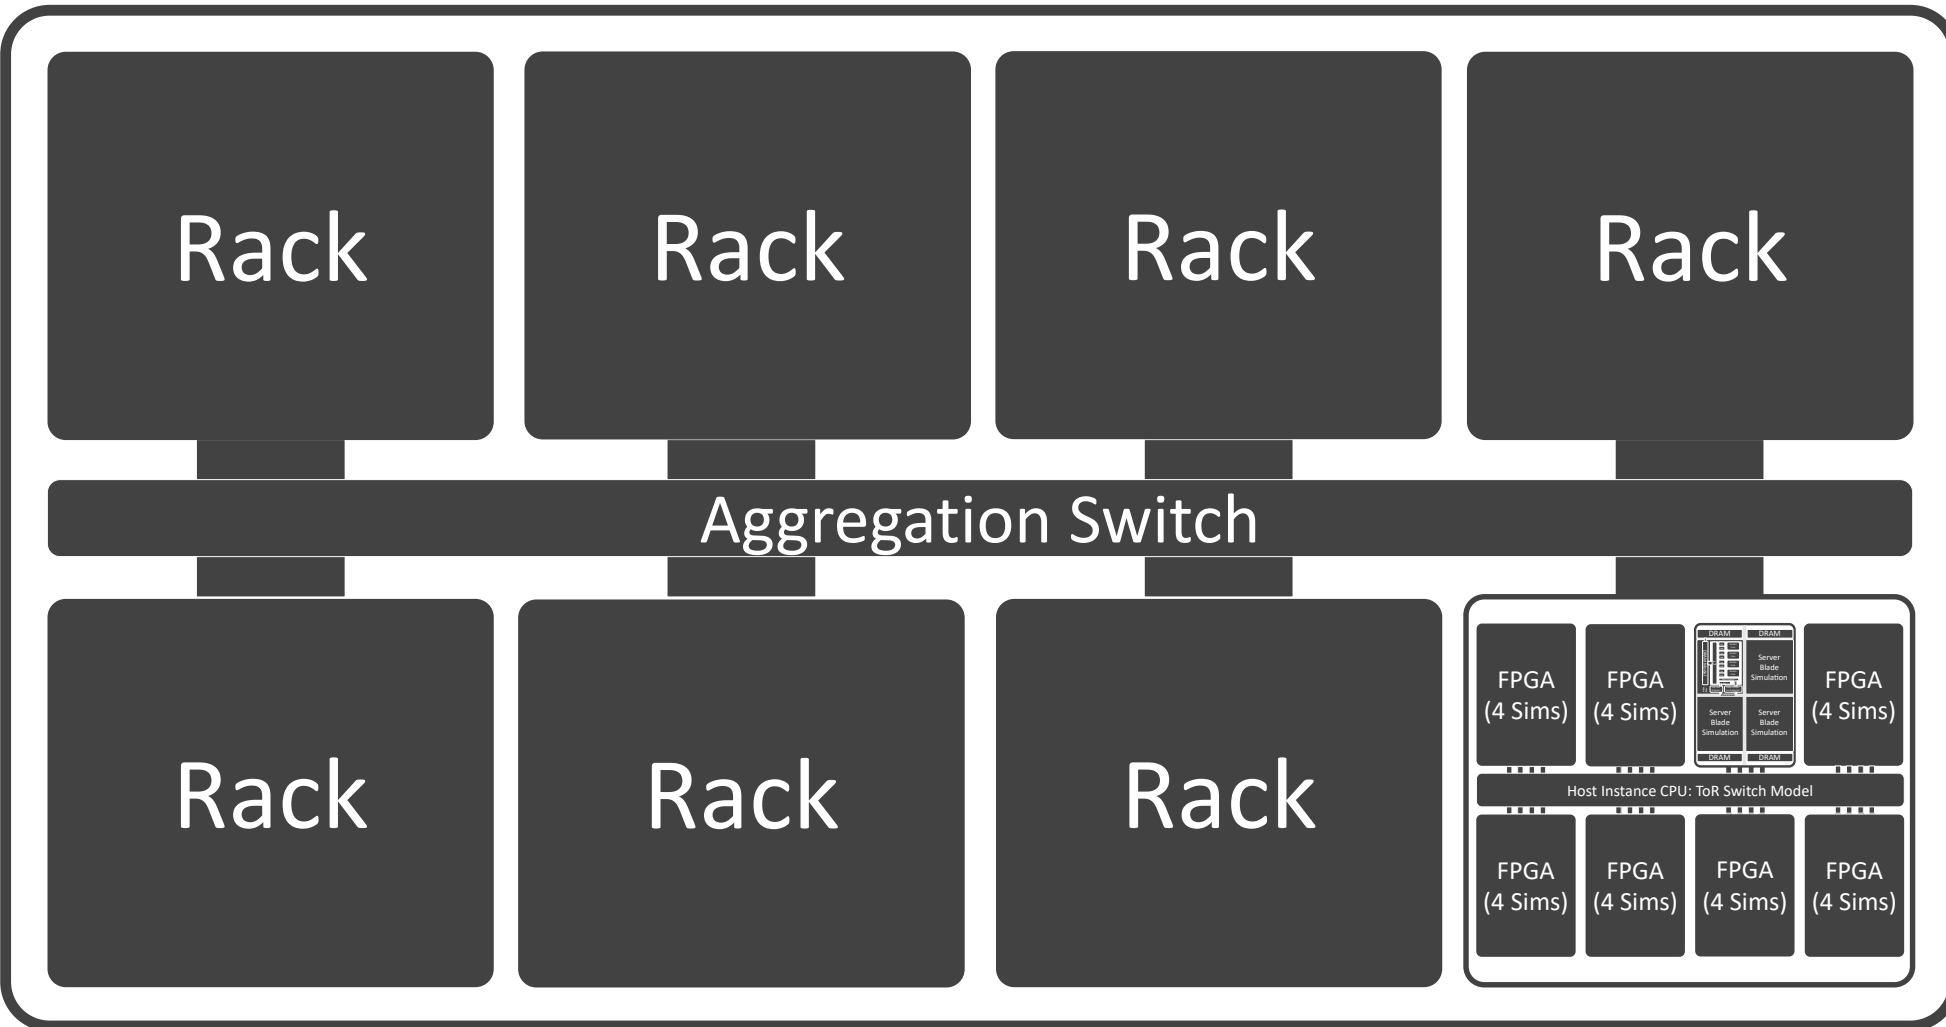 Rack
Rack
Rack
Rack
Aggregation Switch
Rack
Rack
Rack
FPGA
(4 Sims)
FPGA
(4 Sims)
DRAM
DRAM
Server
Blade
Simulation
Server
Blade
Simulation
Server
Blade
Simulation
DRAM
DRAM
FPGA
(4 Sims)
Host Instance CPU: ToR Switch Model
FPGA
(4 Sims)
FPGA
(4 Sims)
FPGA
(4 Sims)
FPGA
(4 Sims)